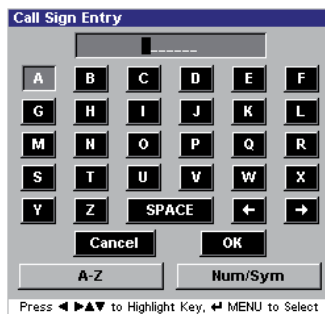 Call Sign Entry
A B C D E F
G H I J K L
M N O P Q R
S T U V W X
Y Z SPACE ← →
Cancel OK
A-Z Num/Sym
Press ◀ ▶▲▼ to Highlight Key, ↵ MENU to Select